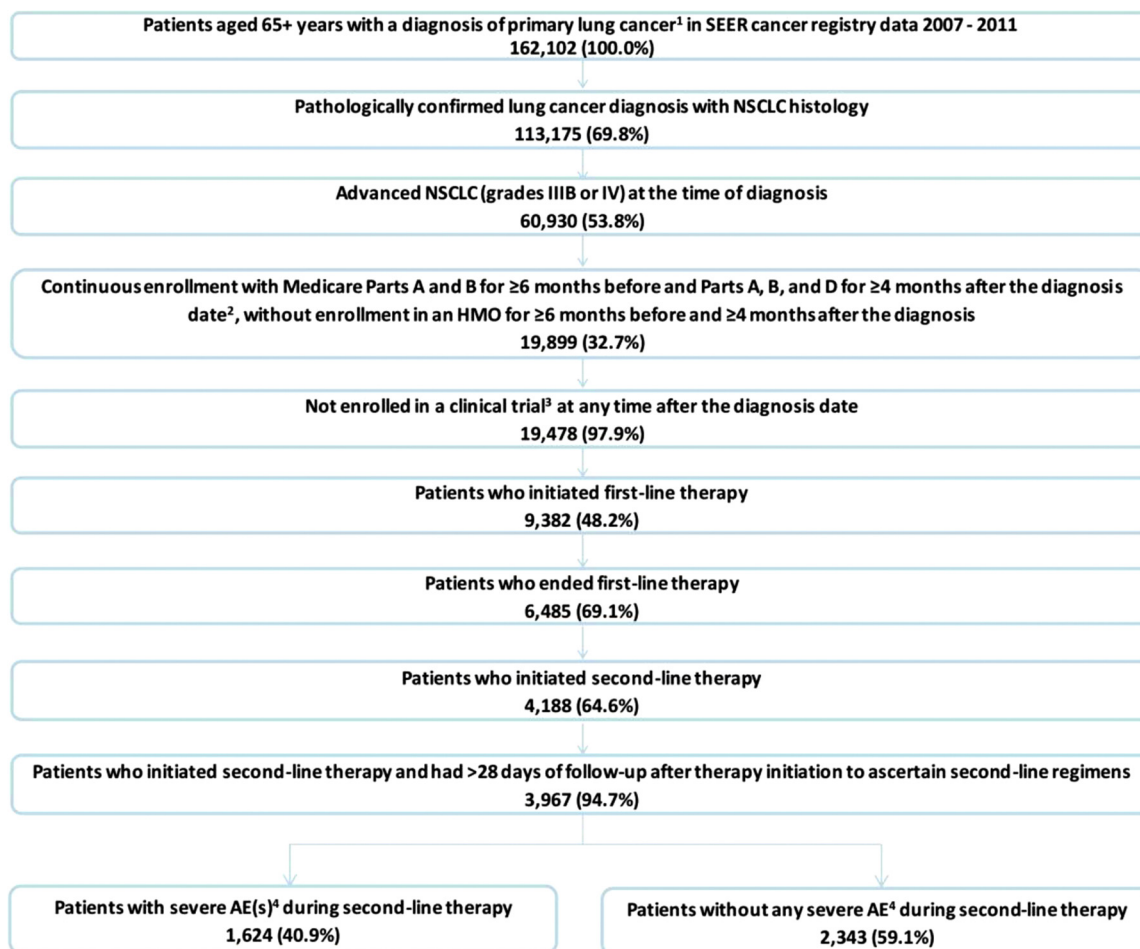 Patients aged 65+ years with a diagnosis of primary lung cancer¹ in SEER cancer registry data 2007 - 2011
162,102 (100.0%)
Pathologically confirmed lung cancer diagnosis with NSCLC histology
113,175 (69.8%)
Advanced NSCLC (grades IIIB or IV) at the time of diagnosis
60,930 (53.8%)
Continuous enrollment with Medicare Parts A and B for ≥6 months before and Parts A, B, and D for ≥4 months after the diagnosis
date², without enrollment in an HMO for ≥6 months before and ≥4 months after the diagnosis
19,899 (32.7%)
Not enrolled in a clinical trial³ at any time after the diagnosis date
19,478 (97.9%)
Patients who initiated first-line therapy
9,382 (48.2%)
Patients who ended first-line therapy
6,485 (69.1%)
Patients who initiated second-line therapy
4,188 (64.6%)
Patients who initiated second-line therapy and had >28 days of follow-up after therapy initiation to ascertain second-line regimens
3,967 (94.7%)
Patients with severe AE(s)⁴ during second-line therapy
1,624 (40.9%)
Patients without any severe AE⁴ during second-line therapy
2,343 (59.1%)